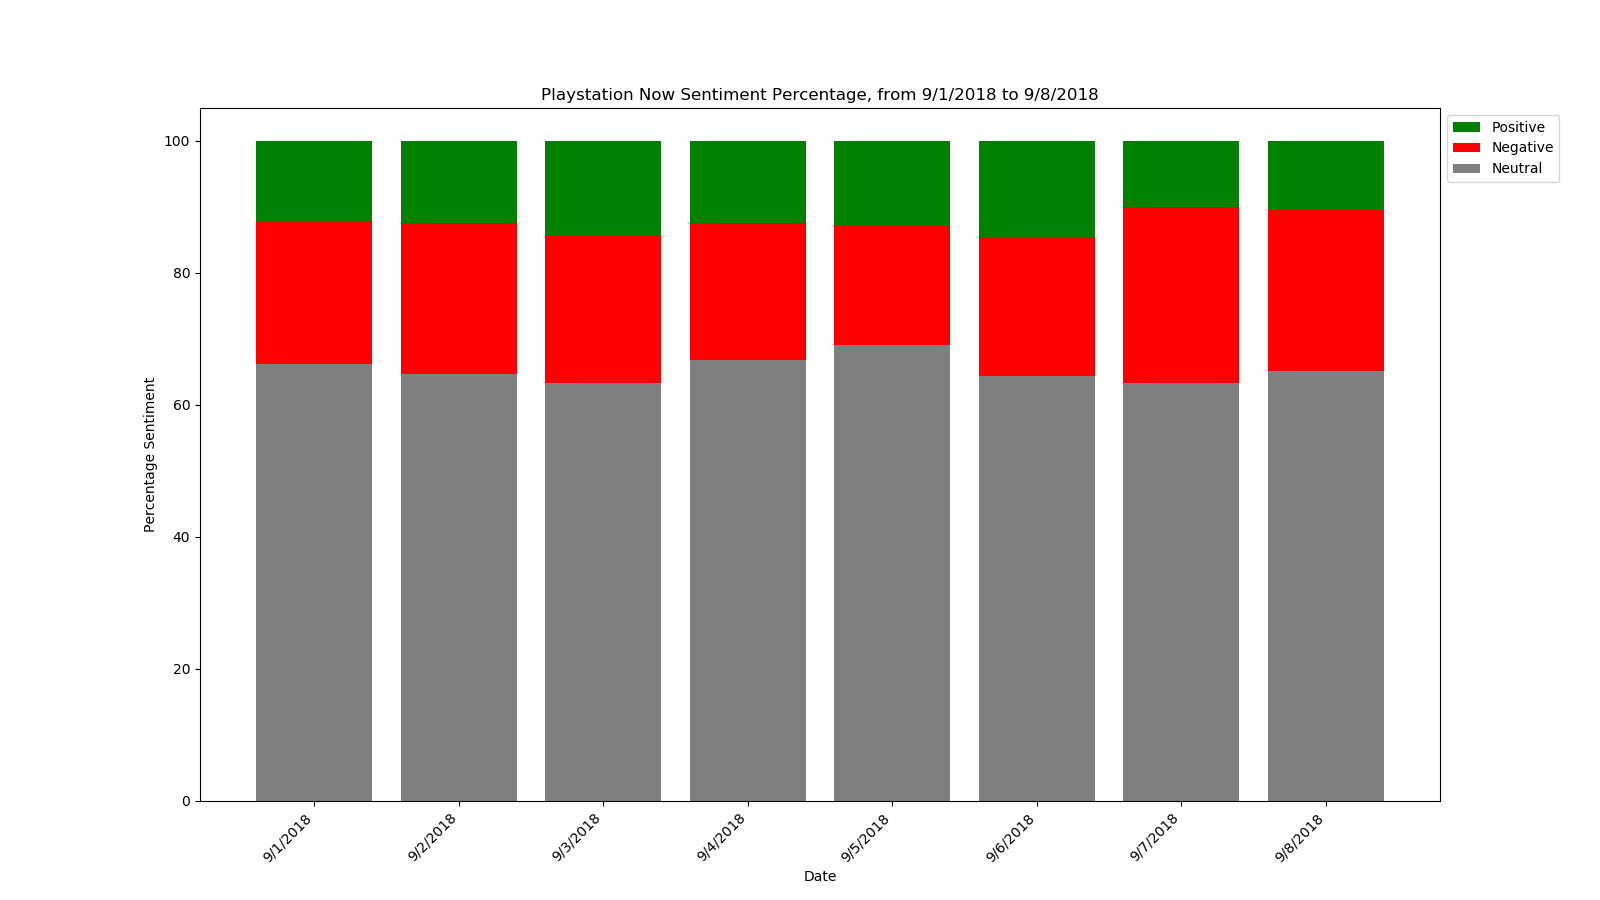 Playstation Now Sentiment Percentage, from 9/1/2018 to 9/8/2018
Positive
Negative
Neutral
Percentage Sentiment
100
80
60
40
20
0
9/1/2018
9/2/2018
9/3/2018
9/4/2018
9/5/2018
9/6/2018
9/7/2018
9/8/2018
Date